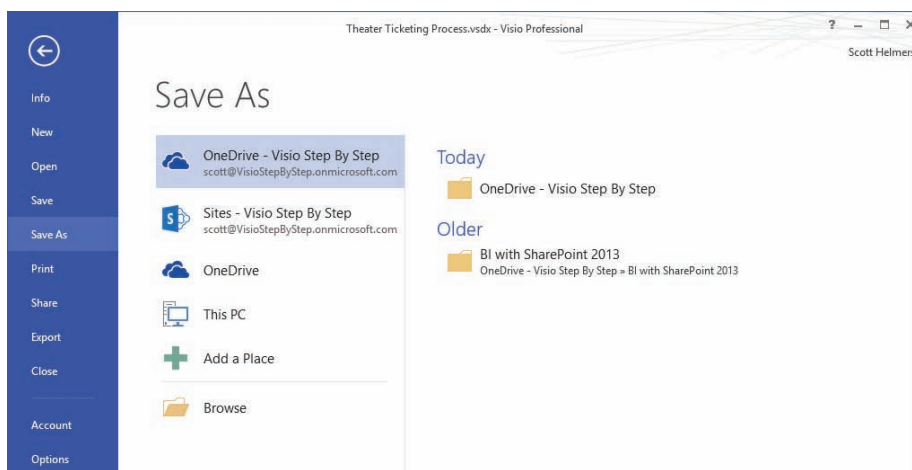 Theater Ticketing Process.vsdx - Visio Professional
?
Scott Helmers
Info
New
Open
Save
Save As
Print
Share
Export
Close
Account
Options
Save As
OneDrive - Visio Step By Step
scott@VisioStepByStep.onmicrosoft.com
Sites - Visio Step By Step
scott@VisioStepByStep.onmicrosoft.com
OneDrive
This PC
Add a Place
Browse
Today
OneDrive - Visio Step By Step
Older
BI with SharePoint 2013
OneDrive - Visio Step By Step » BI with SharePoint 2013